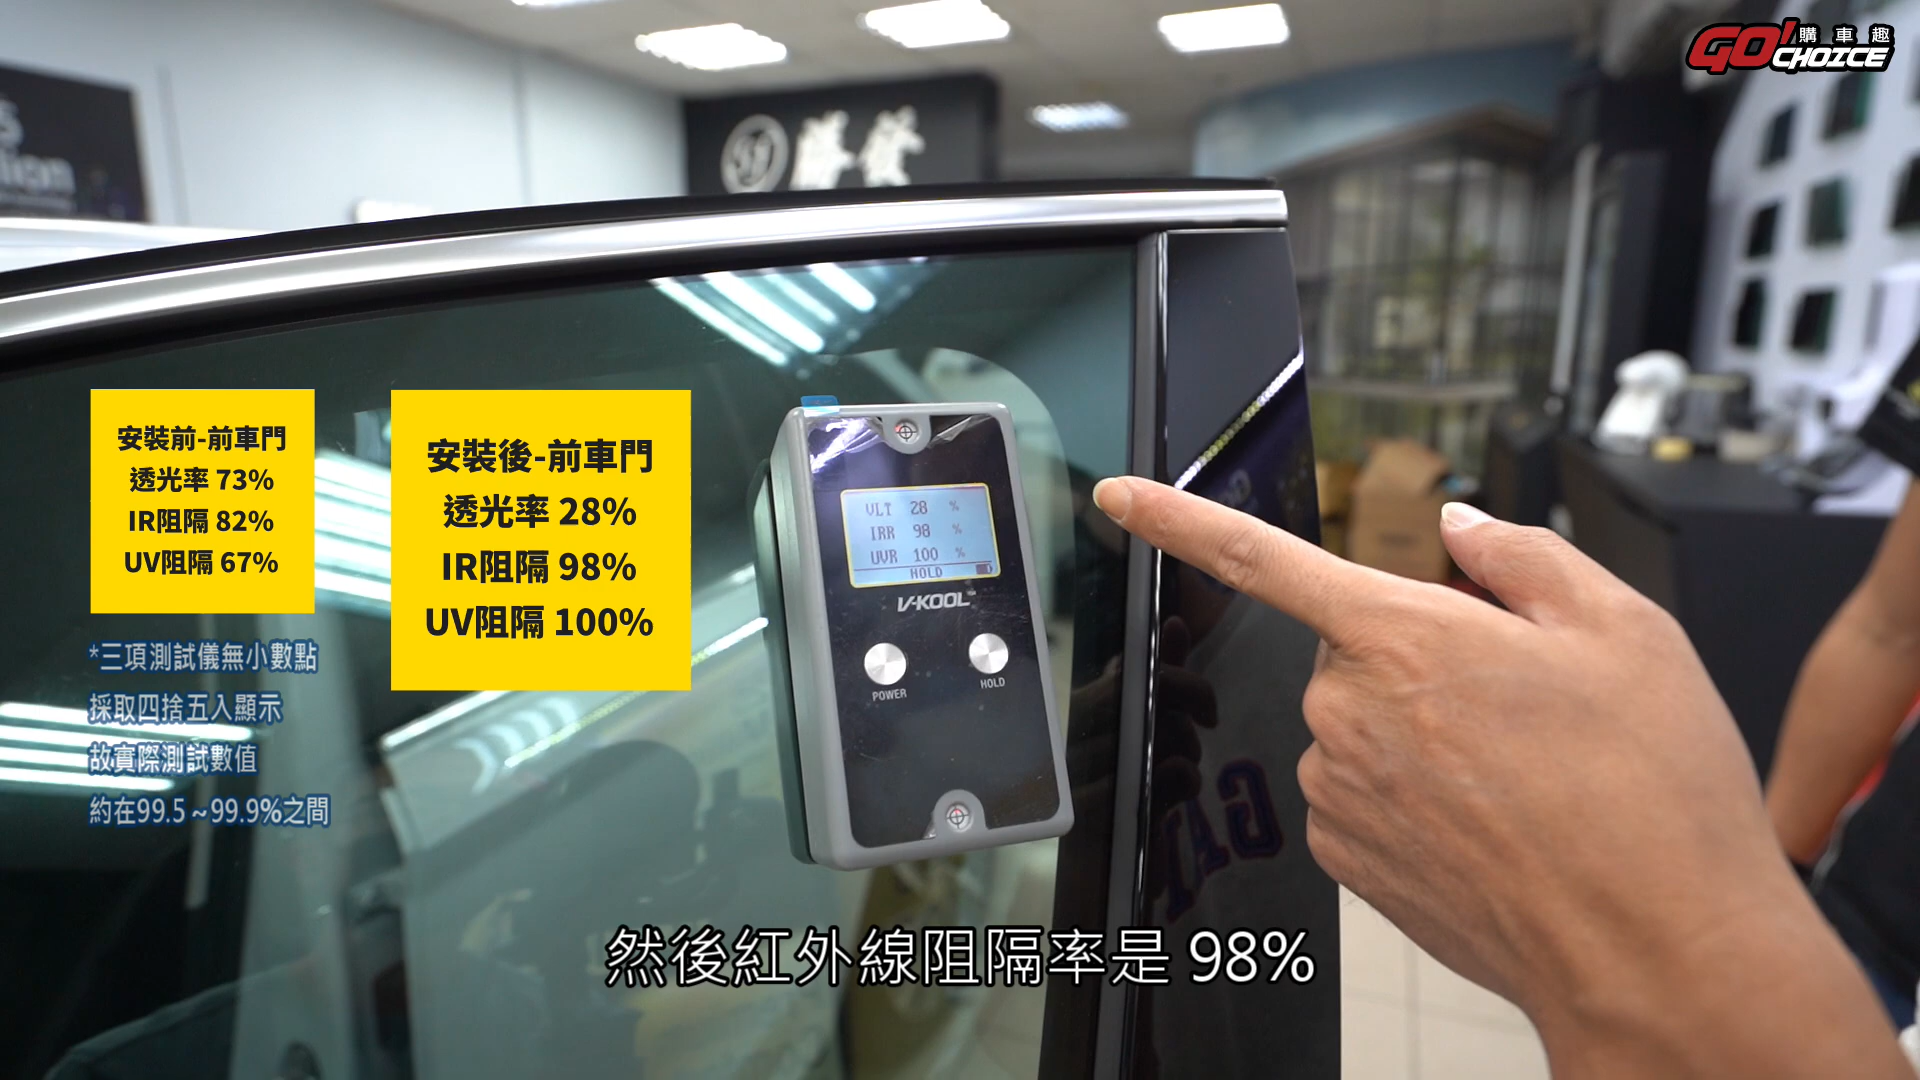 GO! 購車趣
CHOICE
安裝前-前車門
透光率 73%
IR阻隔 82%
UV阻隔 67%
安裝後-前車門
透光率 28%
IR阻隔 98%
UV阻隔 100%
*三項測試儀無小數點
採取四捨五入顯示
故實際測試數值
約在99.5～99.9%之間
VLT 28 %
IRR 98 %
UVR 100 %
HOLD
V-KOOL
POWER
HOLD
然後紅外線阻隔率是 98%